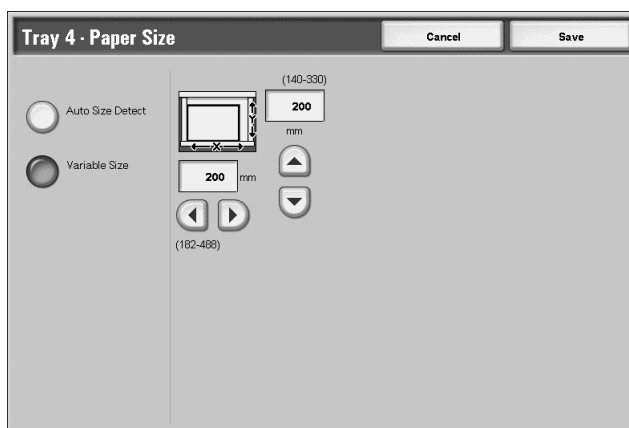 Tray 4 - Paper Size
Cancel
Save
Auto Size Detect
Variable Size
(140-330)
200
mm
Y
X
200 mm
(182-488)